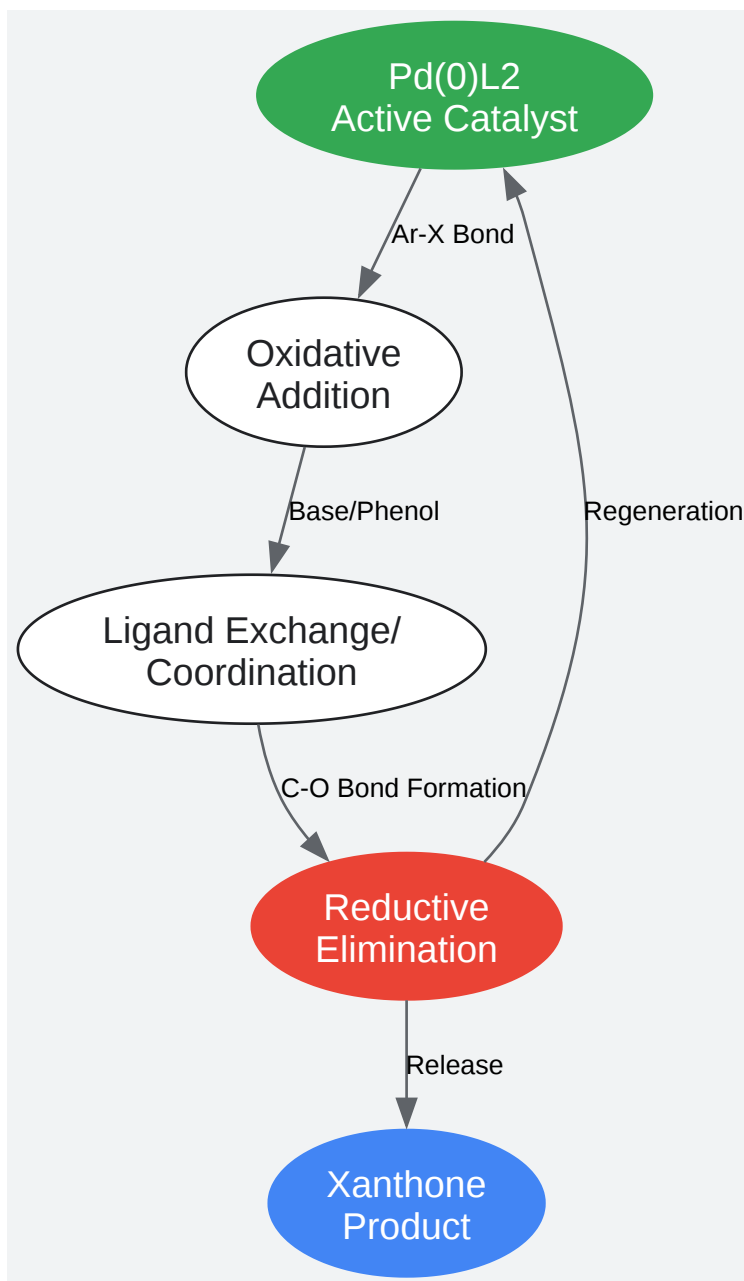 Pd(0)L2
Active Catalyst
Ar-X Bond
Oxidative
Addition
Base/Phenol
Regeneration
Ligand Exchange/
Coordination
C-O Bond Formation
Reductive
Elimination
Release
Xanthone
Product